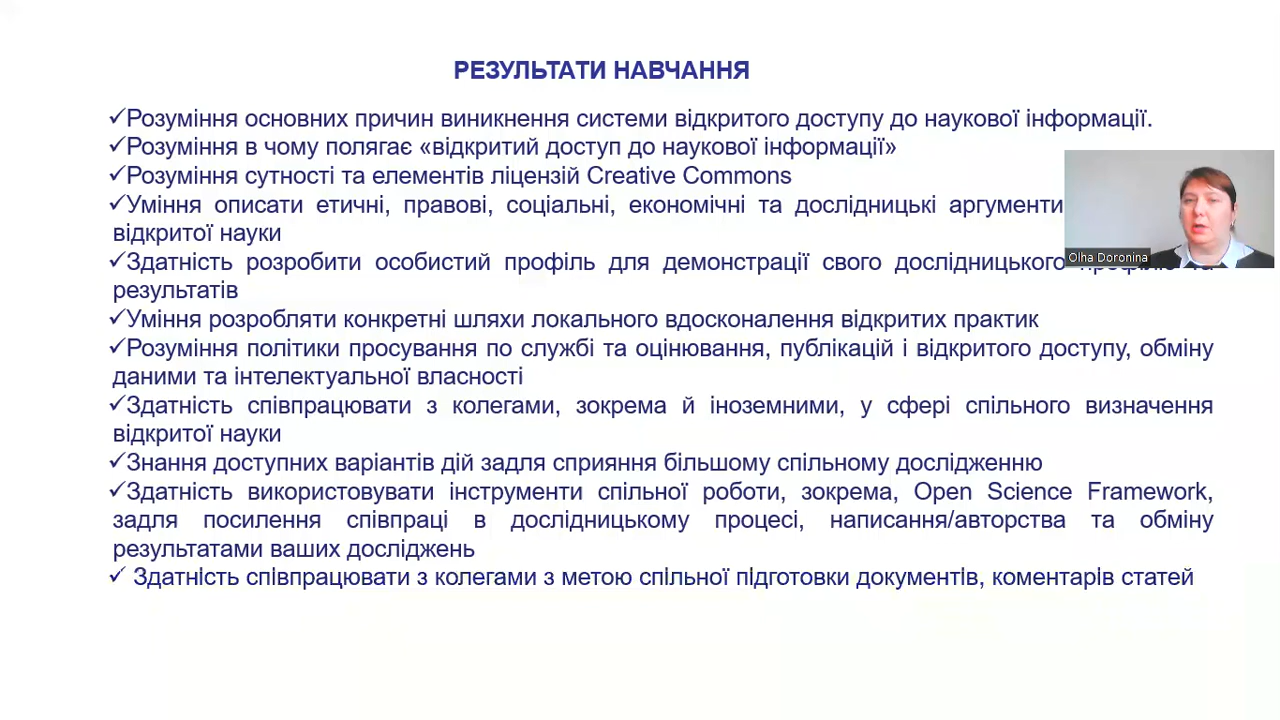 РЕЗУЛЬТАТИ НАВЧАННЯ
✓Розуміння основних причин виникнення системи відкритого доступу до наукової інформації.
✓Розуміння в чому полягає «відкритий доступ до наукової інформації»
✓Розуміння сутності та елементів ліцензій Creative Commons
✓Уміння описати етичні, правові, соціальні, економічні та дослідницькі аргументи
відкритої науки
✓Здатність розробити особистий профіль для демонстрації свого дослідницького та
результатів
✓Уміння розробляти конкретні шляхи локального вдосконалення відкритих практик
✓Розуміння політики просування по службі та оцінювання, публікацій і відкритого доступу, обміну
даними та інтелектуальної власності
✓Здатність співпрацювати з колегами, зокрема й іноземними, у сфері спільного визначення
відкритої науки
✓Знання доступних варіантів дій задля сприяння більшому спільному дослідженню
✓Здатність використовувати інструменти спільної роботи, зокрема, Open Science Framework,
задля посилення співпраці в дослідницькому процесі, написання/авторства та обміну
результатами ваших досліджень
✓ Здатність співпрацювати з колегами з метою спільної підготовки документів, коментарів статей
Olha Doronina